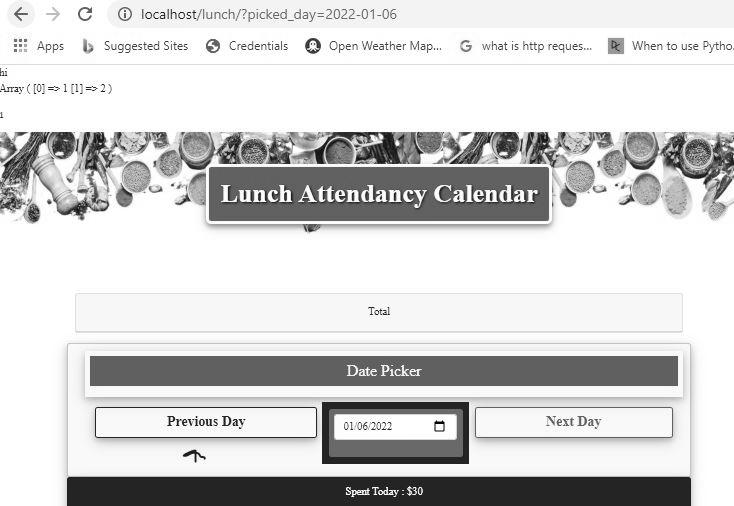 localhost/lunch/?picked_day=2022-01-06
Apps Suggested Sites Credentials Open Weather Map... G what is http reques... DC When to use Pytho
hi
Array ( [0] => 1 [1] => 2 )
1
Lunch Attendancy Calendar
Total
Date Picker
Previous Day 01/06/2022 Next Day
Spent Today : $30